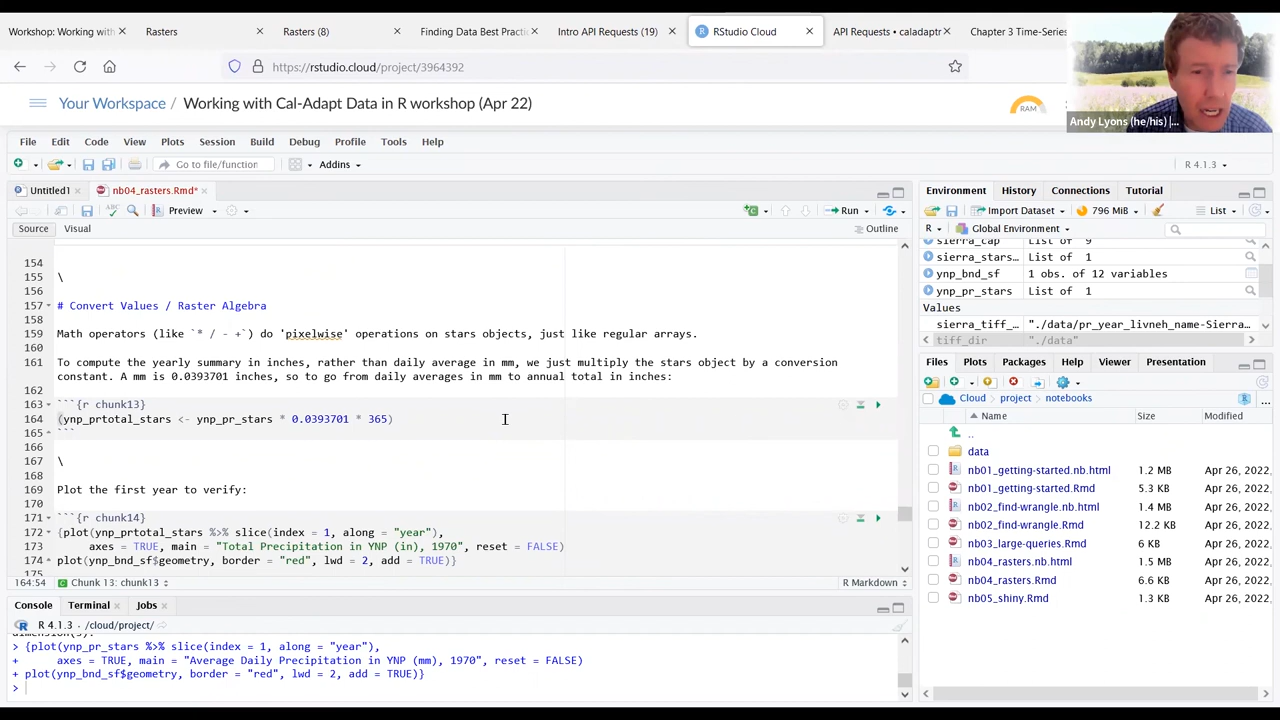 Workshop: Working with
Rasters
Rasters (8)
Finding Data Best Practi
Intro API Requests (19)
RStudio Cloud
API Requests • caladaptr
Chapter 3 Time-Series
https://rstudio.cloud/project/3964392
Your Workspace / Working with Cal-Adapt Data in R workshop (Apr 22)
RAM
Andy Lyons (he/his) |...
File Edit Code View Plots Session Build Debug Profile Tools Help
Go to file/function
Addins
R 4.1.3
Untitled1
nb04_rasters.Rmd*
Preview
Run
Source
Visual
Outline
154
155 \
156
157 # Convert Values / Raster Algebra
158
159 Math operators (like `* / - +`) do 'pixelwise' operations on stars objects, just like regular arrays.
160
161 To compute the yearly summary in inches, rather than daily average in mm, we just multiply the stars object by a conversion
constant. A mm is 0.0393701 inches, so to go from daily averages in mm to annual total in inches:
162
163 ```{r chunk13}
164 (ynp_prtotal_stars <- ynp_pr_stars * 0.0393701 * 365)
165 ```
166
167 \
168
169 Plot the first year to verify:
170
171 ```{r chunk14}
172 {plot(ynp_prtotal_stars %>% slice(index = 1, along = "year"),
173 axes = TRUE, main = "Total Precipitation in YNP (in), 1970", reset = FALSE)
174 plot(ynp_bnd_sf$geometry, border = "red", lwd = 2, add = TRUE)}
175
164:54 Chunk 13: chunk13 R Markdown
Console Terminal Jobs
R 4.1.3 · /cloud/project/
dimension(s):
> {plot(ynp_pr_stars %>% slice(index = 1, along = "year"),
+ axes = TRUE, main = "Average Daily Precipitation in YNP (mm), 1970", reset = FALSE)
+ plot(ynp_bnd_sf$geometry, border = "red", lwd = 2, add = TRUE)}
>
Environment History Connections Tutorial
Import Dataset 796 MiB List
R Global Environment
sierra_cap List of 9
sierra_stars… List of 1
ynp_bnd_sf 1 obs. of 12 variables
ynp_pr_stars List of 1
Values
sierra_tiff_… "./data/pr_year_livneh_name-Sierra…
tiff_dir "./data"
Files Plots Packages Help Viewer Presentation
Cloud project notebooks
R
...
Name Size Modified
..
data
nb01_getting-started.nb.html 1.2 MB Apr 26, 2022,
nb01_getting-started.Rmd 5.3 KB Apr 26, 2022,
nb02_find-wrangle.nb.html 1.4 MB Apr 26, 2022,
nb02_find-wrangle.Rmd 12.2 KB Apr 26, 2022,
nb03_large-queries.Rmd 6 KB Apr 26, 2022,
nb04_rasters.nb.html 1.5 MB Apr 26, 2022,
nb04_rasters.Rmd 6.6 KB Apr 26, 2022,
nb05_shiny.Rmd 1.3 KB Apr 26, 2022,